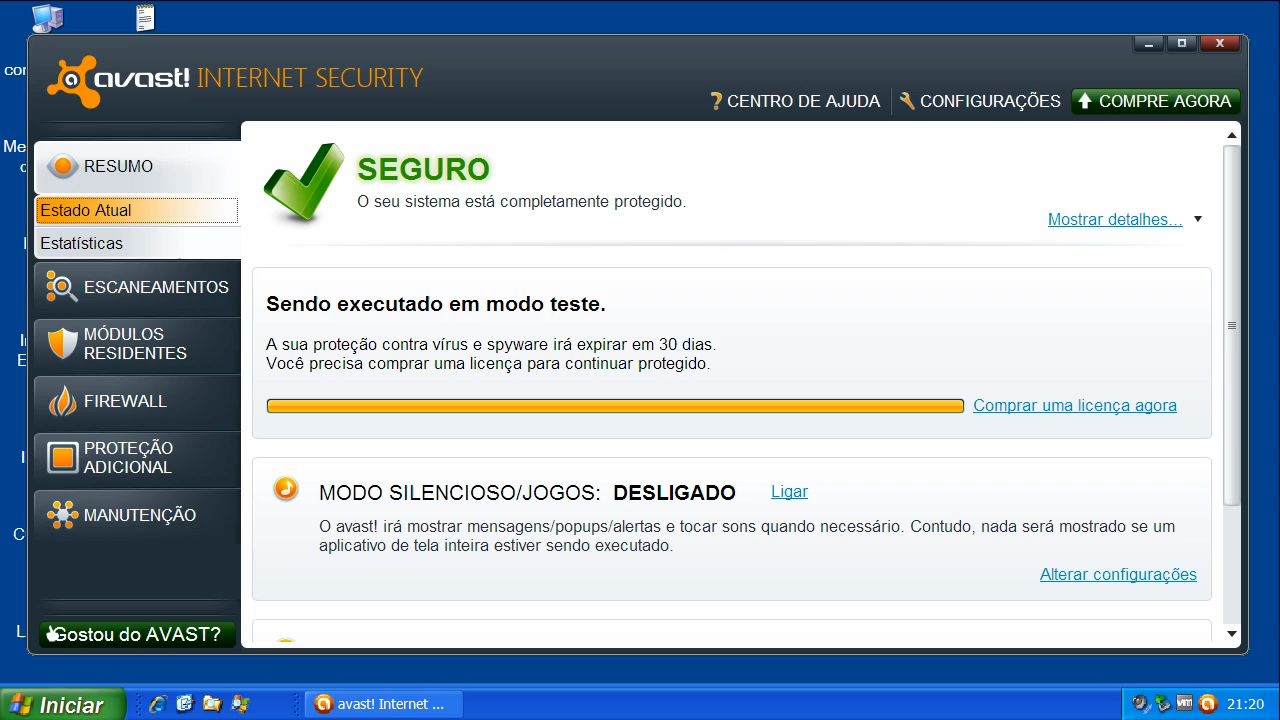 avast! INTERNET SECURITY
CENTRO DE AJUDA
CONFIGURAÇÕES
COMPRE AGORA
RESUMO
Estado Atual
Estatísticas
ESCANEAMENTOS
MÓDULOS
RESIDENTES
FIREWALL
PROTEÇÃO
ADICIONAL
MANUTENÇÃO
Gostou do AVAST?
SEGURO
O seu sistema está completamente protegido.
Mostrar detalhes...
Sendo executado em modo teste.
A sua proteção contra vírus e spyware irá expirar em 30 dias.
Você precisa comprar uma licença para continuar protegido.
Comprar uma licença agora
MODO SILENCIOSO/JOGOS: DESLIGADO Ligar
O avast! irá mostrar mensagens/popups/alertas e tocar sons quando necessário. Contudo, nada será mostrado se um
aplicativo de tela inteira estiver sendo executado.
Alterar configurações
Iniciar
avast! Internet ...
21:20